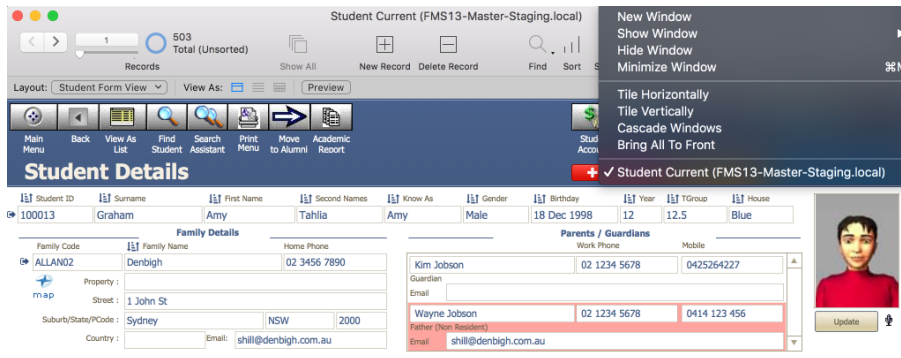 Student Current (FMS13-Master-Staging.local)
New Window
Show Window
Hide Window
Minimize Window
Tile Horizontally
Tile Vertically
Cascade Windows
Bring All To Front
✓ Student Current (FMS13-Master-Staging.local)
1
503
Total (Unsorted)
Records
Show All
New Record Delete Record
Find Sort
Layout: Student Form View View As: Preview
Main Menu
Back
View As List
Find Student
Search Assistant
Print Menu
Move to Alumni
Academic Report
Student Details
Student ID Surname First Name Second Names Know As Gender Birthday Year TGroup House
100013 Graham Amy Tahlia Amy Male 18 Dec 1998 12 12.5 Blue
Family Details
Family Code Family Name Home Phone
ALLAN02 Denbigh 02 3456 7890
map
Property :
Street : 1 John St
Suburb/State/PCode : Sydney NSW 2000
Country : Email: shill@denbigh.com.au
Parents / Guardians
Work Phone Mobile
Kim Jobson 02 1234 5678 0425264227
Guardian
Email
Wayne Jobson 02 1234 5678 0414 123 456
Father (Non Resident)
Email shill@denbigh.com.au
Update